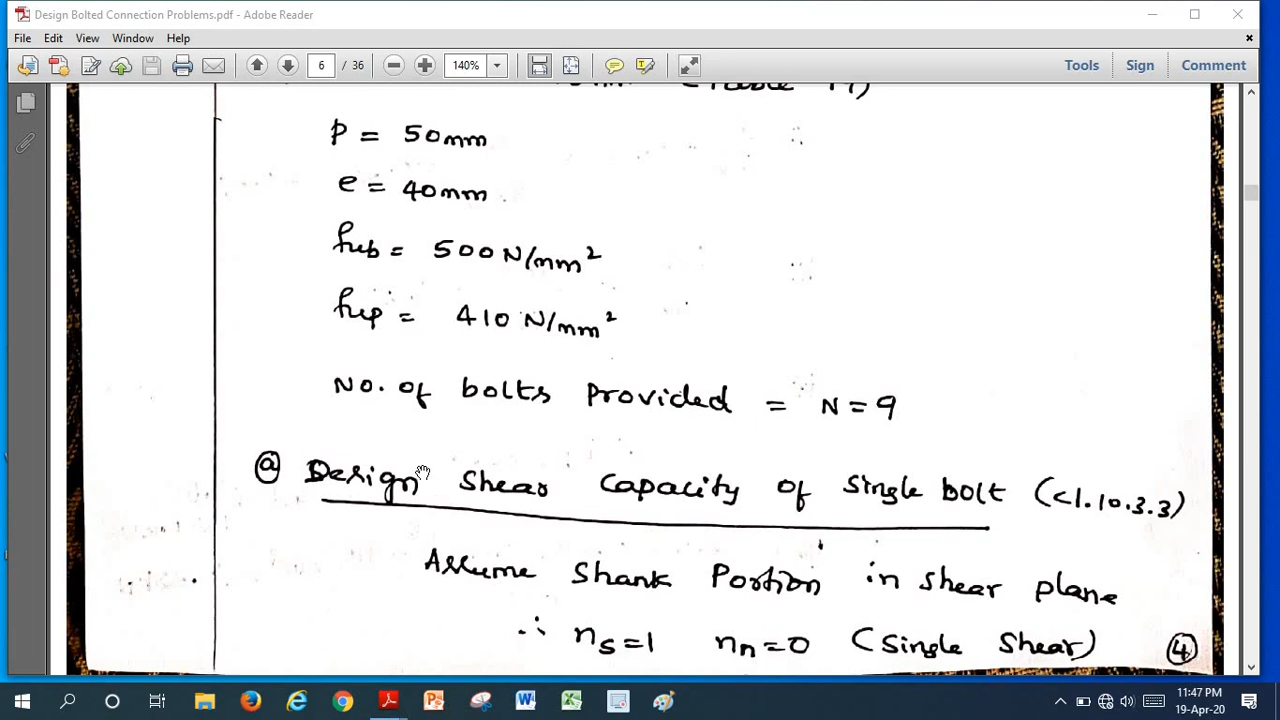 Design Bolted Connection Problems.pdf - Adobe Reader
File Edit View Window Help
6 / 36 140% Tools Sign Comment
(Table 19)
p = 50mm
e = 40mm
fub = 500 N/mm²
fup = 410 N/mm²
No. of bolts Provided = N = 9
ⓐ Design Shear Capacity of Single bolt (cl.10.3.3)
Assume Shank Portion in shear plane
∴ ns=1 nn=0 (Single Shear) ④
11:47 PM
19-Apr-20